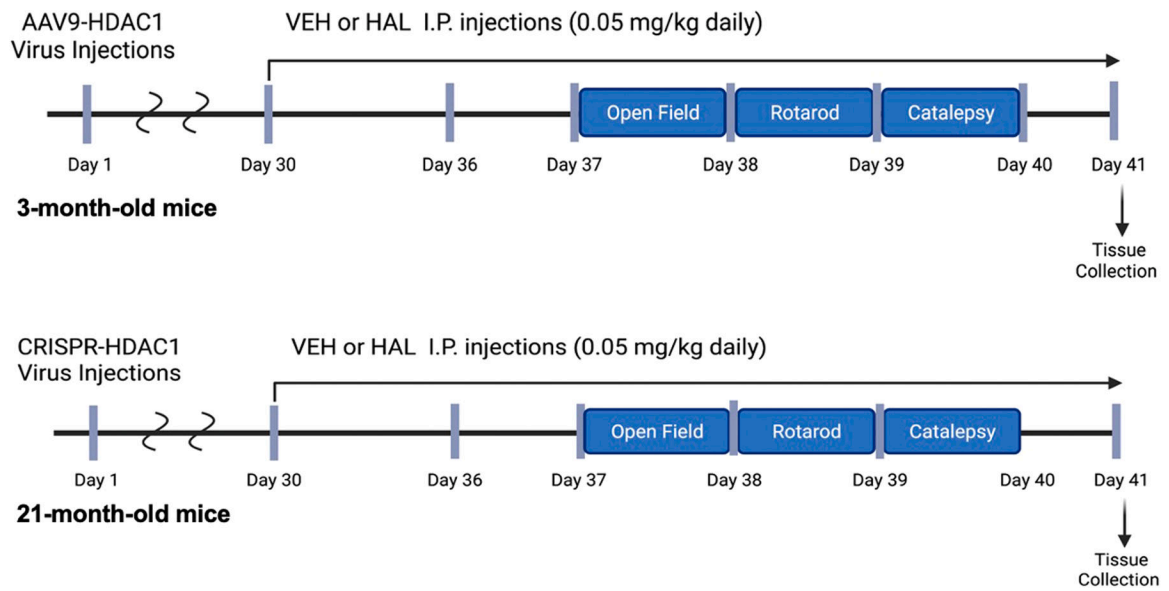 AAV9-HDAC1
Virus Injections
VEH or HAL I.P. injections (0.05 mg/kg daily)
Open Field
Rotarod
Catalepsy
Day 1
Day 30
Day 36
Day 37
Day 38
Day 39
Day 40
Day 41
3-month-old mice
Tissue
Collection
CRISPR-HDAC1
Virus Injections
VEH or HAL I.P. injections (0.05 mg/kg daily)
Open Field
Rotarod
Catalepsy
Day 1
Day 30
Day 36
Day 37
Day 38
Day 39
Day 40
Day 41
21-month-old mice
Tissue
Collection